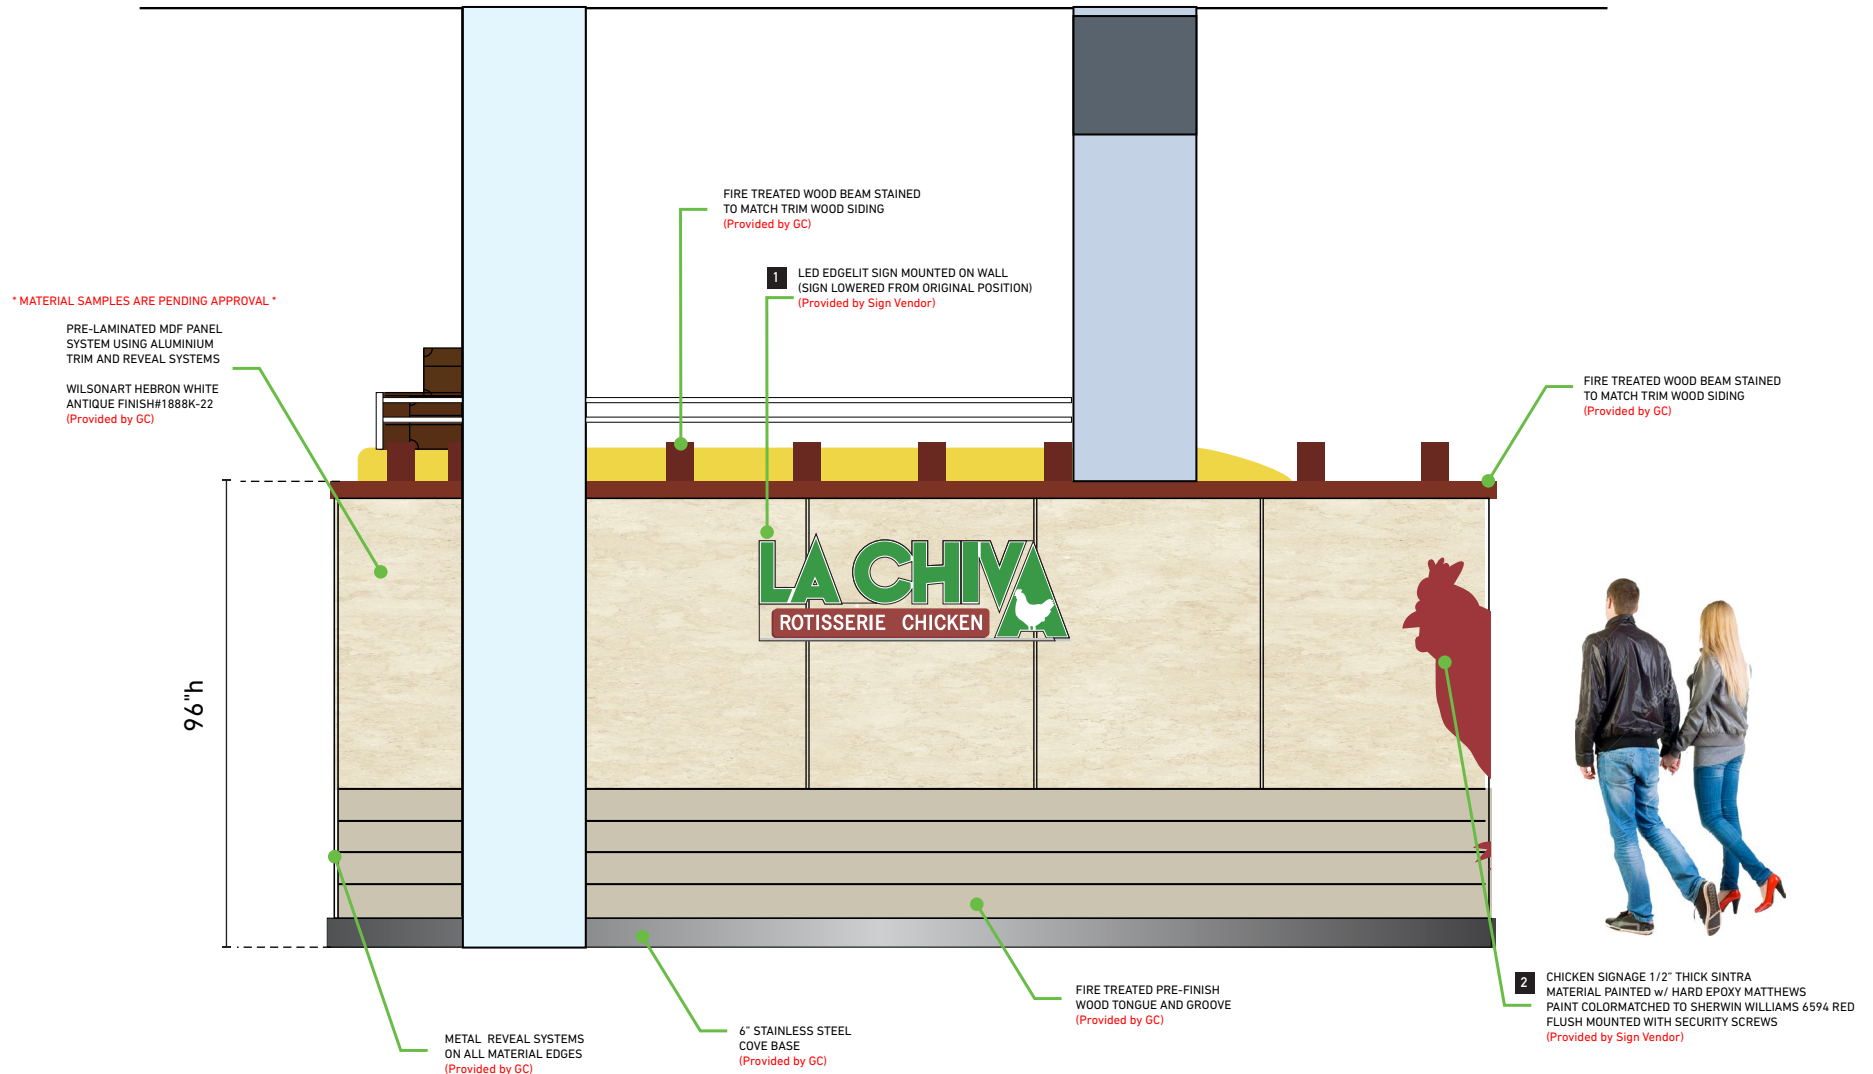 FIRE TREATED WOOD BEAM STAINED
TO MATCH TRIM WOOD SIDING
(Provided by GC)
1
LED EDGELIT SIGN MOUNTED ON WALL
(SIGN LOWERED FROM ORIGINAL POSITION)
(Provided by Sign Vendor)
* MATERIAL SAMPLES ARE PENDING APPROVAL *
PRE-LAMINATED MDF PANEL
SYSTEM USING ALUMINIUM
TRIM AND REVEAL SYSTEMS
WILSONART HEBRON WHITE
ANTIQUE FINISH#1888K-22
(Provided by GC)
FIRE TREATED WOOD BEAM STAINED
TO MATCH TRIM WOOD SIDING
(Provided by GC)
LA CHIVA
ROTISSERIE CHICKEN
96"h
2
CHICKEN SIGNAGE 1/2" THICK SINTRA
MATERIAL PAINTED w/ HARD EPOXY MATTHEWS
PAINT COLORMATCHED TO SHERWIN WILLIAMS 6594 RED
FLUSH MOUNTED WITH SECURITY SCREWS
(Provided by Sign Vendor)
FIRE TREATED PRE-FINISH
WOOD TONGUE AND GROOVE
(Provided by GC)
6" STAINLESS STEEL
COVE BASE
(Provided by GC)
METAL REVEAL SYSTEMS
ON ALL MATERIAL EDGES
(Provided by GC)